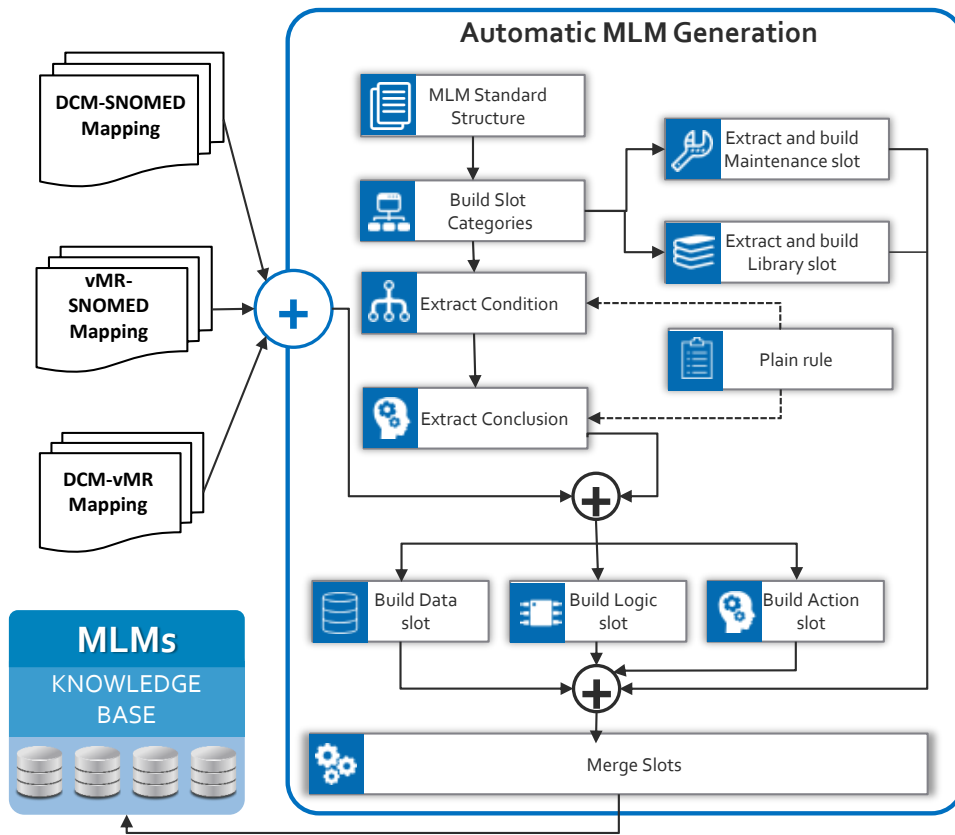 Automatic MLM Generation
DCM-SNOMED
Mapping
vMR-
SNOMED
Mapping
DCM-vMR
Mapping
MLM Standard
Structure
Build Slot
Categories
Extract and build
Maintenance slot
Extract and build
Library slot
Extract Condition
Plain rule
Extract Conclusion
Build Data
slot
Build Logic
slot
Build Action
slot
Merge Slots
MLMs
KNOWLEDGE
BASE